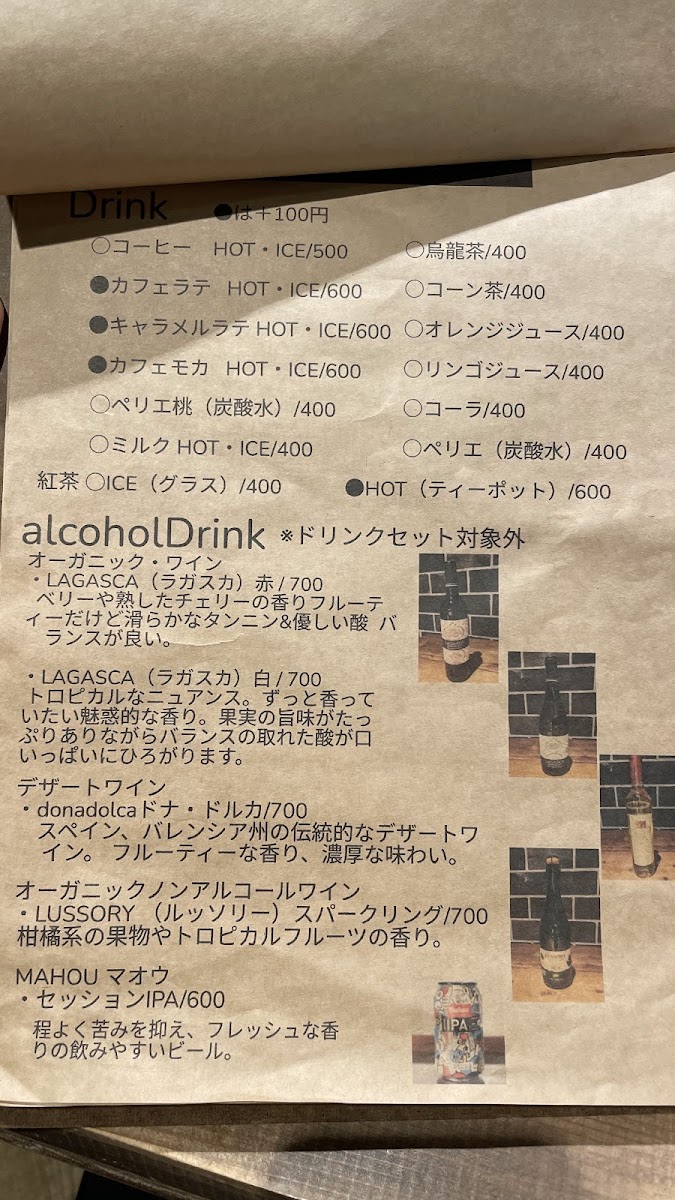 Drink ●は＋100円
○コーヒー HOT・ICE/500
○烏龍茶/400
●カフェラテ HOT・ICE/600
○コーン茶/400
●キャラメルラテ HOT・ICE/600
○オレンジジュース/400
●カフェモカ HOT・ICE/600
○リンゴジュース/400
○ペリエ桃（炭酸水）/400
○コーラ/400
○ミルク HOT・ICE/400
○ペリエ（炭酸水）/400
紅茶 ○ICE（グラス）/400
●HOT（ティーポット）/600
alcoholDrink ※ドリンクセット対象外
オーガニック・ワイン
・LAGASCA（ラガスカ）赤 / 700
ベリーや熟したチェリーの香りフルーテ
ィーだけど滑らかなタンニン&優しい酸 バ
ランスが良い。
・LAGASCA（ラガスカ）白 / 700
トロピカルなニュアンス。ずっと香って
いたい魅惑的な香り。果実の旨味がたっ
ぷりありながらバランスの取れた酸が口
いっぱいにひろがります。
デザートワイン
・donadolcaドナ・ドルカ/700
スペイン、バレンシア州の伝統的なデザートワ
イン。 フルーティーな香り、濃厚な味わい。
オーガニックノンアルコールワイン
・LUSSORY （ルッソリー）スパークリング/700
柑橘系の果物やトロピカルフルーツの香り。
MAHOU マオウ
・セッションIPA/600
程よく苦みを抑え、フレッシュな香
りの飲みやすいビール。
IPA